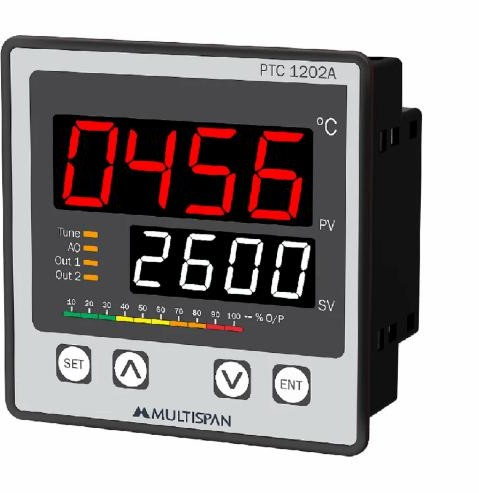 PTC 1202A
0456
°C
PV
Tune
AO
Out 1
Out 2
2600
SV
10 20 30 40 50 60 70 80 90 100 -- % O/P
SET
ENT
MULTISPAN